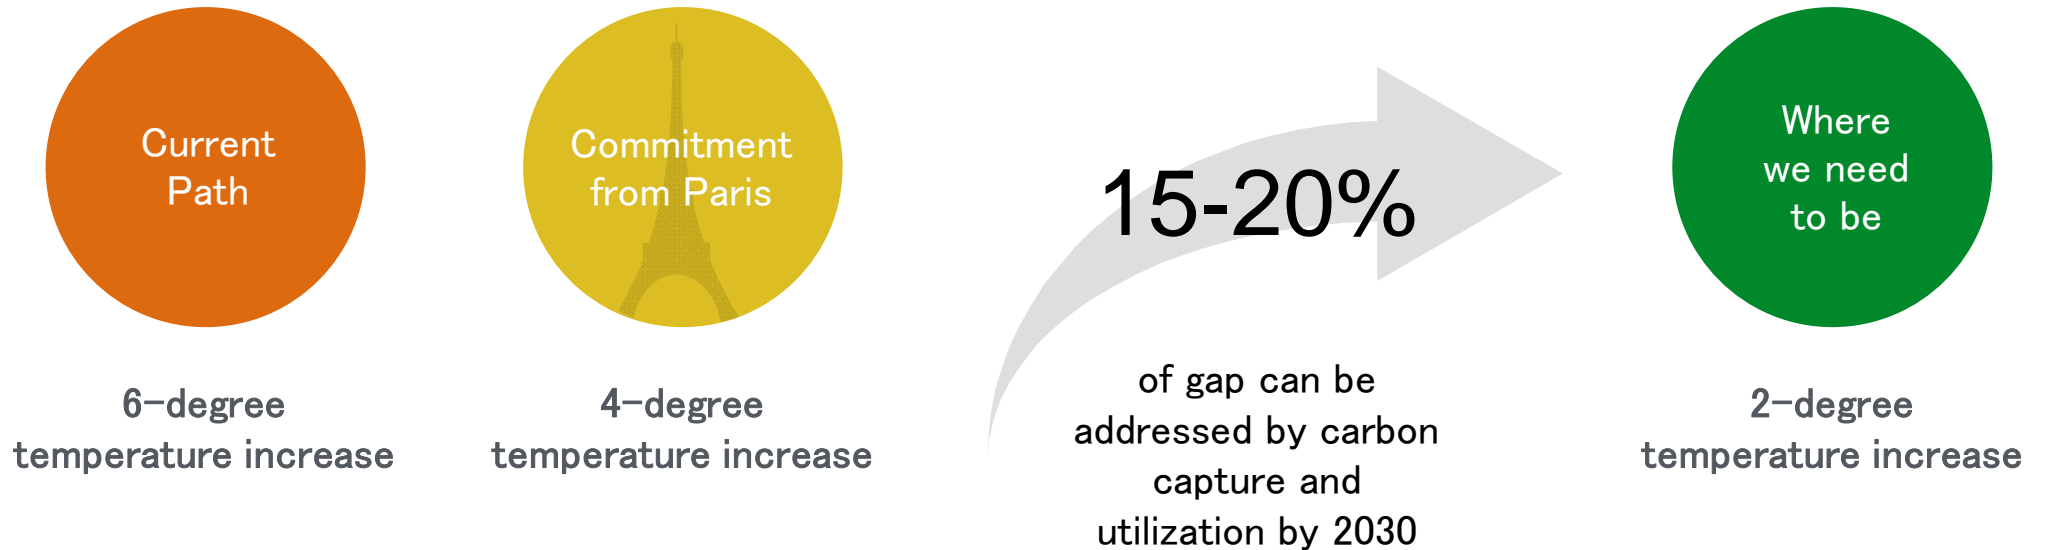 Current
Path
6-degree
temperature increase
Commitment
from Paris
4-degree
temperature increase
15-20%
of gap can be
addressed by carbon
capture and
utilization by 2030
Where
we need
to be
2-degree
temperature increase